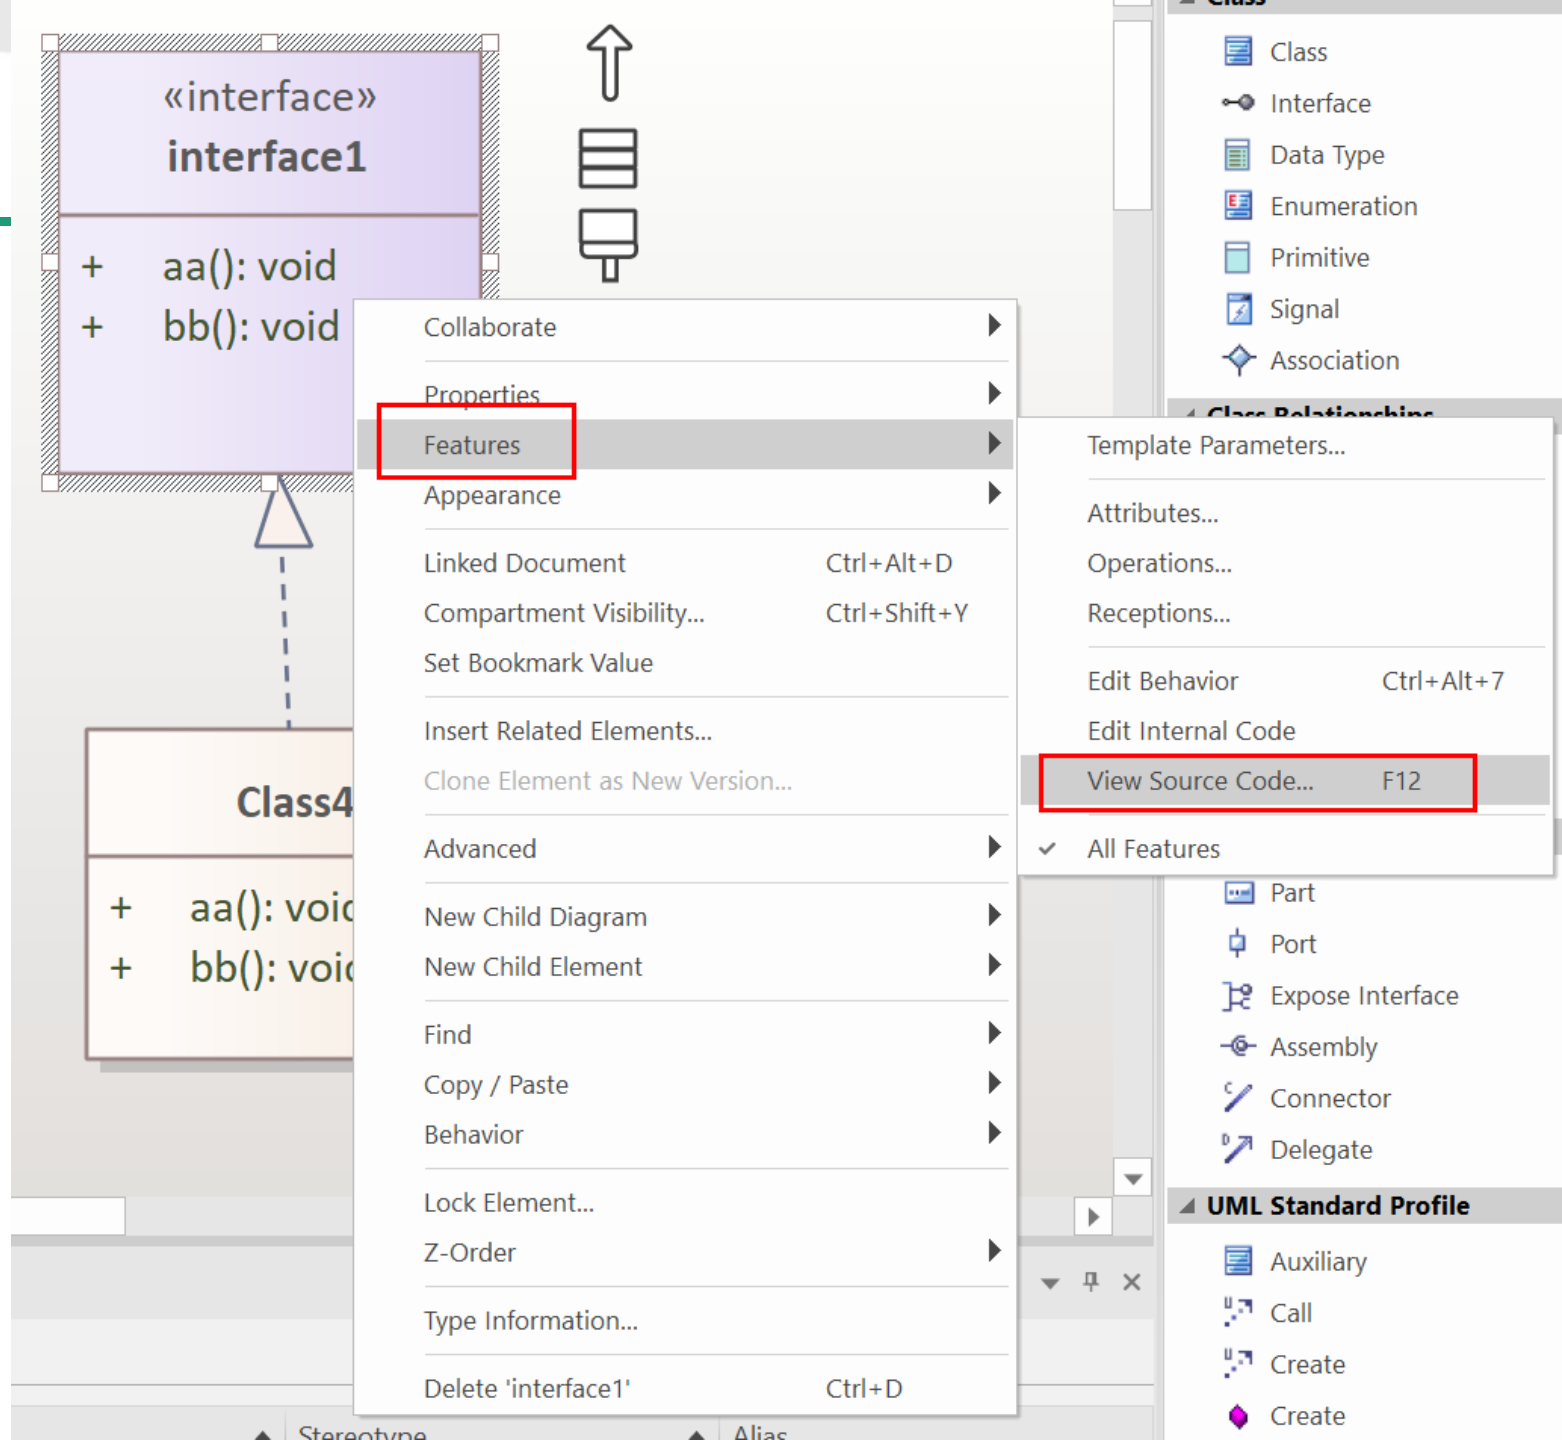 «interface»
interface1
+ aa(): void
+ bb(): void
Class4
+ aa(): void
+ bb(): void
Collaborate
Properties
Features
Appearance
Linked Document Ctrl+Alt+D
Compartment Visibility... Ctrl+Shift+Y
Set Bookmark Value
Insert Related Elements...
Clone Element as New Version...
Advanced
New Child Diagram
New Child Element
Find
Copy / Paste
Behavior
Lock Element...
Z-Order
Type Information...
Delete 'interface1' Ctrl+D
Template Parameters...
Attributes...
Operations...
Receptions...
Edit Behavior Ctrl+Alt+7
Edit Internal Code
View Source Code... F12
All Features
Class
Class
Interface
Data Type
Enumeration
Primitive
Signal
Association
Class Relationships
Part
Port
Expose Interface
Assembly
Connector
Delegate
UML Standard Profile
Auxiliary
Call
Create
Create
Stereotype
Alias